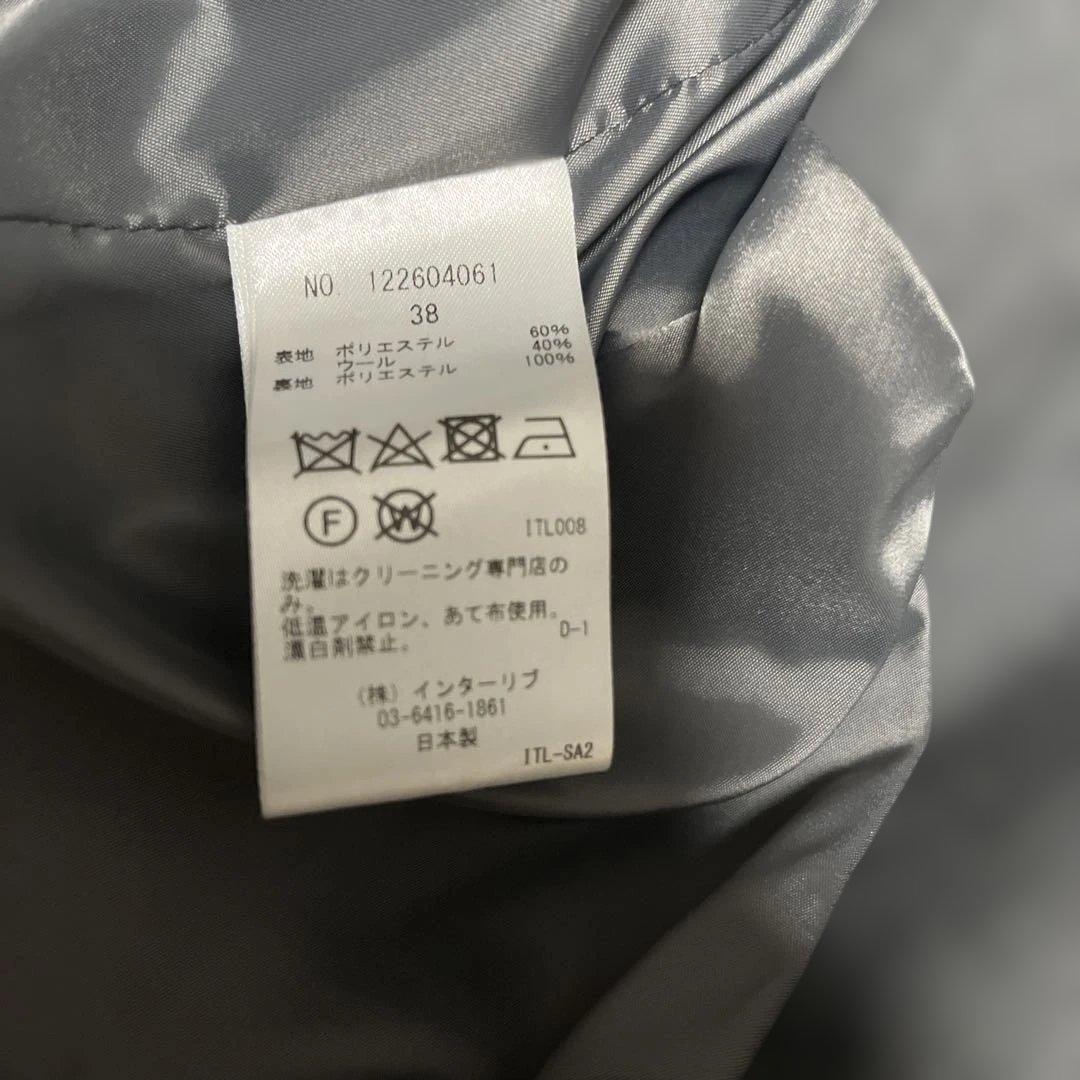 NO 122604061
38
表地 ポリエステル 60%
ウール 40%
裏地 ポリエステル 100%
F W
ITL008
洗濯はクリーニング専門店の
み。
低温アイロン、あて布使用。
漂白剤禁止。 D-1
(株) インターリブ
03-6416-1861
日本製
ITL-SA2